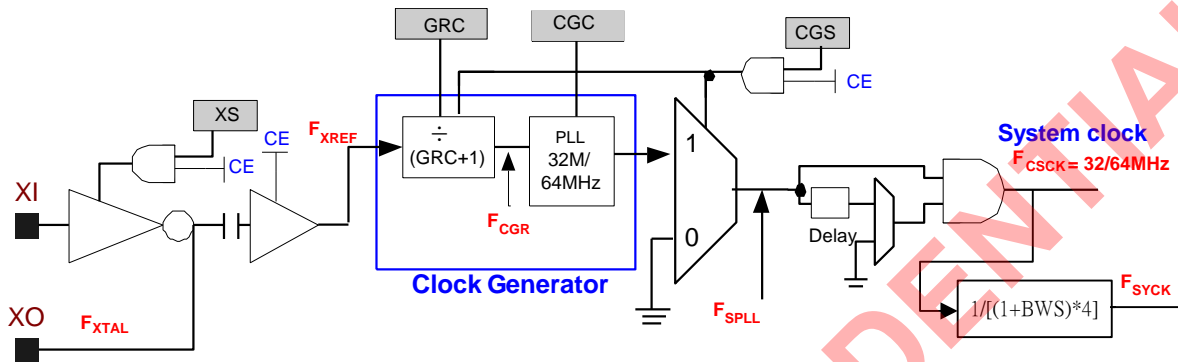 GRC
CGC
CGS
CE
XS
CE
CE
F_XREF
÷
(GRC+1)
PLL
32M/
64MHz
1
0
System clock
F_CSCK = 32/64MHz
XI
F_CGR
Delay
Clock Generator
XO
F_XTAL
F_SPLL
1/[(1+BWS)*4]
F_SYCK
DENTIA